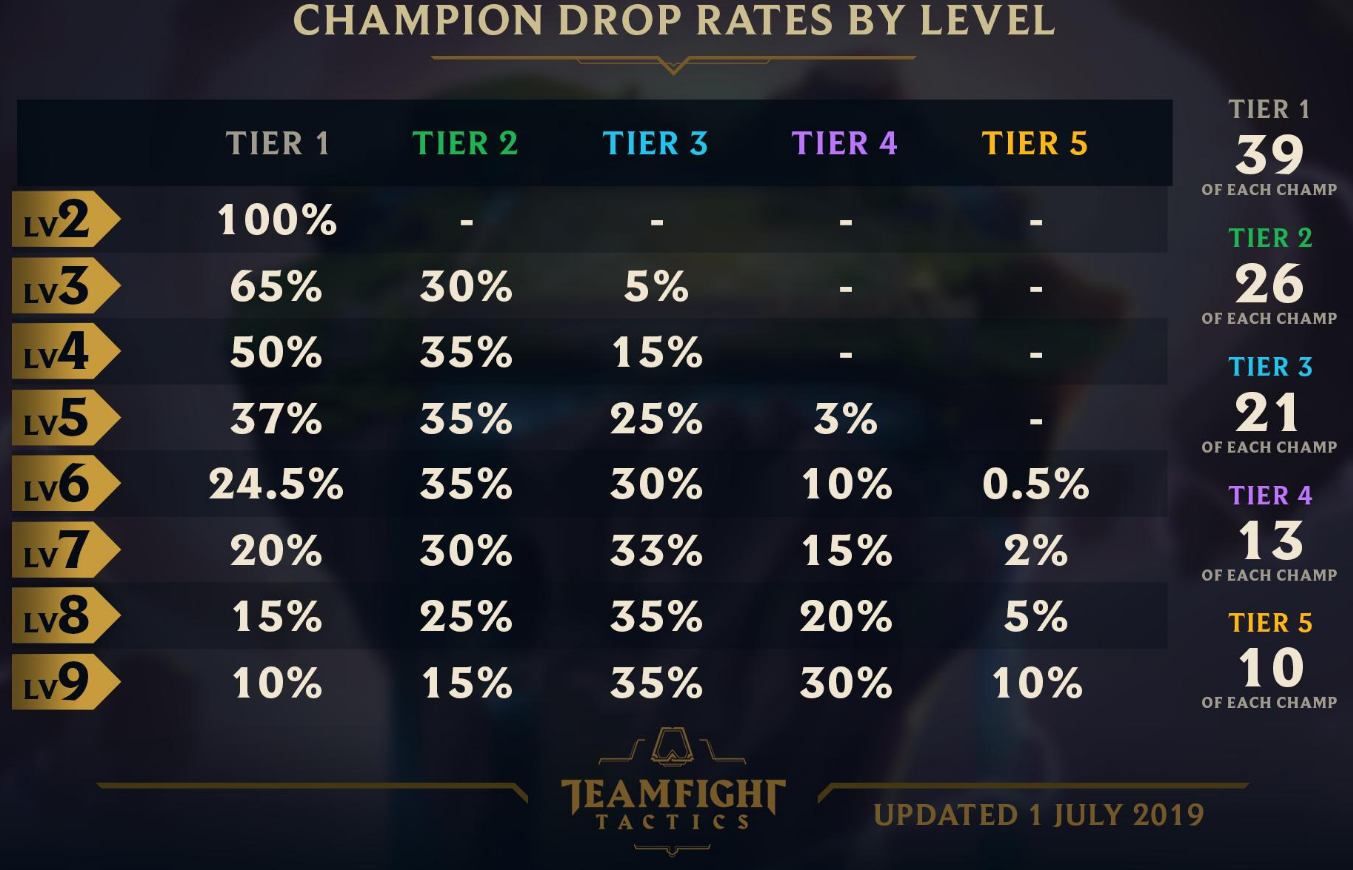 CHAMPION DROP RATES BY LEVEL
TIER 1 TIER 2 TIER 3 TIER 4 TIER 5
LV2 100% - - - -
LV3 65% 30% 5% - -
LV4 50% 35% 15% - -
LV5 37% 35% 25% 3% -
LV6 24.5% 35% 30% 10% 0.5%
LV7 20% 30% 33% 15% 2%
LV8 15% 25% 35% 20% 5%
LV9 10% 15% 35% 30% 10%
TIER 1
39
OF EACH CHAMP
TIER 2
26
OF EACH CHAMP
TIER 3
21
OF EACH CHAMP
TIER 4
13
OF EACH CHAMP
TIER 5
10
OF EACH CHAMP
TEAMFIGHT
TACTICS
UPDATED 1 JULY 2019